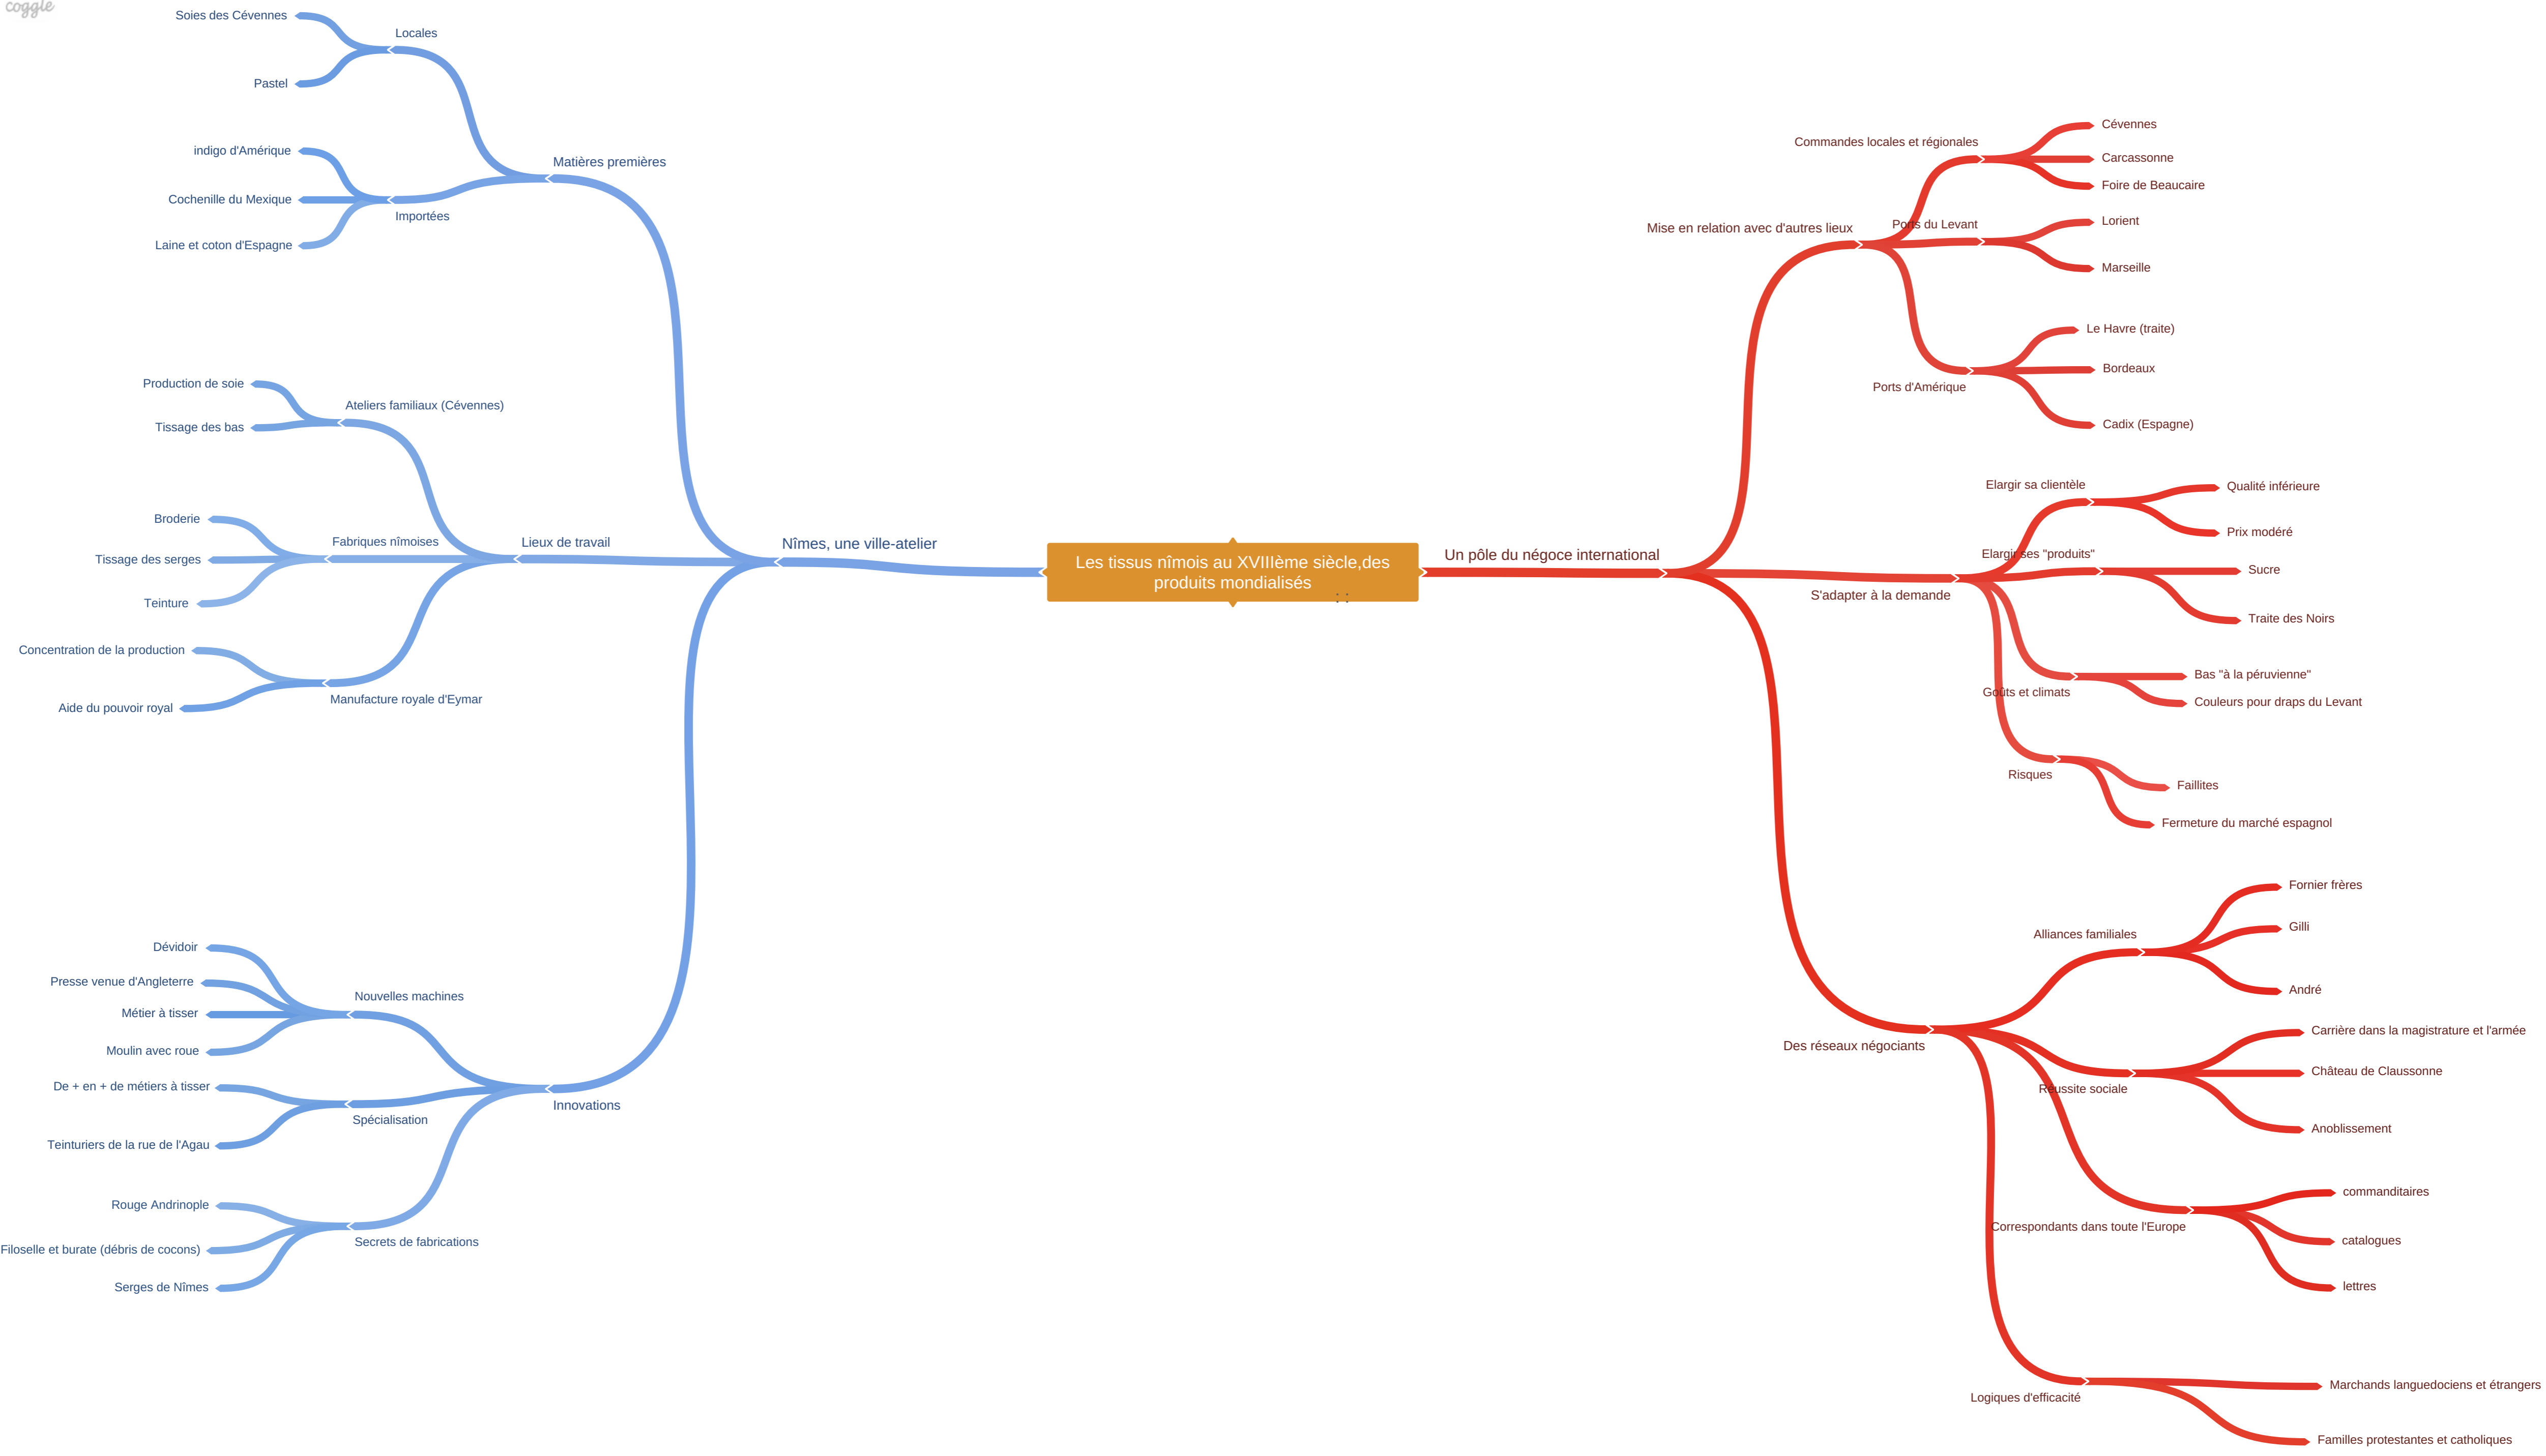 coggle
Les tissus nîmois au XVIIIème siècle,des
produits mondialisés
Nîmes, une ville-atelier
Matières premières
Locales
Soies des Cévennes
Pastel
Importées
indigo d'Amérique
Cochenille du Mexique
Laine et coton d'Espagne
Lieux de travail
Ateliers familiaux (Cévennes)
Production de soie
Tissage des bas
Fabriques nîmoises
Broderie
Tissage des serges
Teinture
Manufacture royale d'Eymar
Concentration de la production
Aide du pouvoir royal
Innovations
Nouvelles machines
Dévidoir
Presse venue d'Angleterre
Métier à tisser
Moulin avec roue
Spécialisation
De + en + de métiers à tisser
Teinturiers de la rue de l'Agau
Secrets de fabrications
Rouge Andrinople
Filoselle et burate (débris de cocons)
Serges de Nîmes
Un pôle du négoce international
Mise en relation avec d'autres lieux
Commandes locales et régionales
Cévennes
Carcassonne
Foire de Beaucaire
Ports du Levant
Lorient
Marseille
Ports d'Amérique
Le Havre (traite)
Bordeaux
Cadix (Espagne)
S'adapter à la demande
Elargir sa clientèle
Qualité inférieure
Prix modéré
Elargir ses "produits"
Sucre
Traite des Noirs
Goûts et climats
Bas "à la péruvienne"
Couleurs pour draps du Levant
Risques
Faillites
Fermeture du marché espagnol
Des réseaux négociants
Alliances familiales
Fornier frères
Gilli
André
Réussite sociale
Carrière dans la magistrature et l'armée
Château de Claussonne
Anoblissement
Correspondants dans toute l'Europe
commanditaires
catalogues
lettres
Logiques d'efficacité
Marchands languedociens et étrangers
Familles protestantes et catholiques